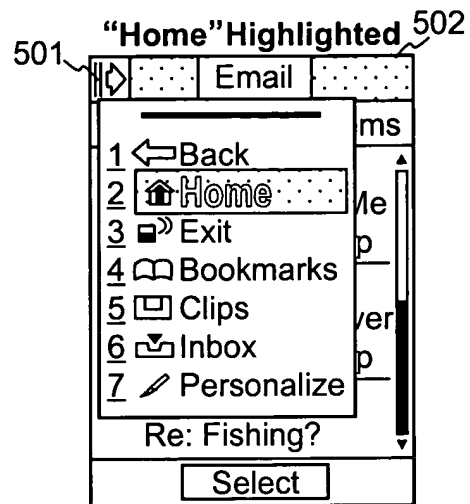 “Home”Highlighted
501
502
Email
ms
1 Back
2 Home
Me
3 Exit
p
4 Bookmarks
5 Clips
ver
6 Inbox
p
7 Personalize
Re: Fishing?
Select